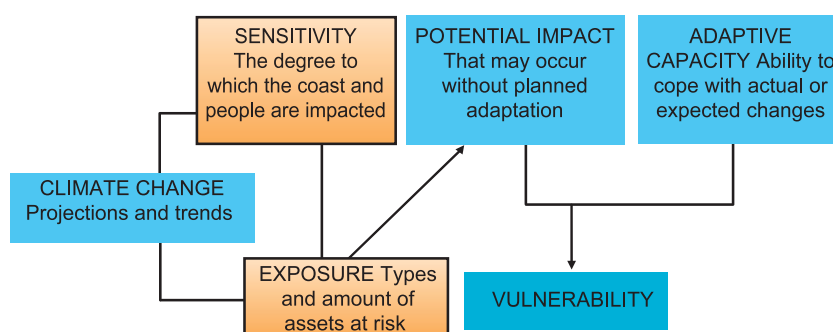 SENSITIVITY
The degree to
which the coast and
people are impacted
POTENTIAL IMPACT
That may occur
without planned
adaptation
ADAPTIVE
CAPACITY Ability to
cope with actual or
expected changes
CLIMATE CHANGE
Projections and trends
EXPOSURE Types
and amount of
assets at risk
VULNERABILITY